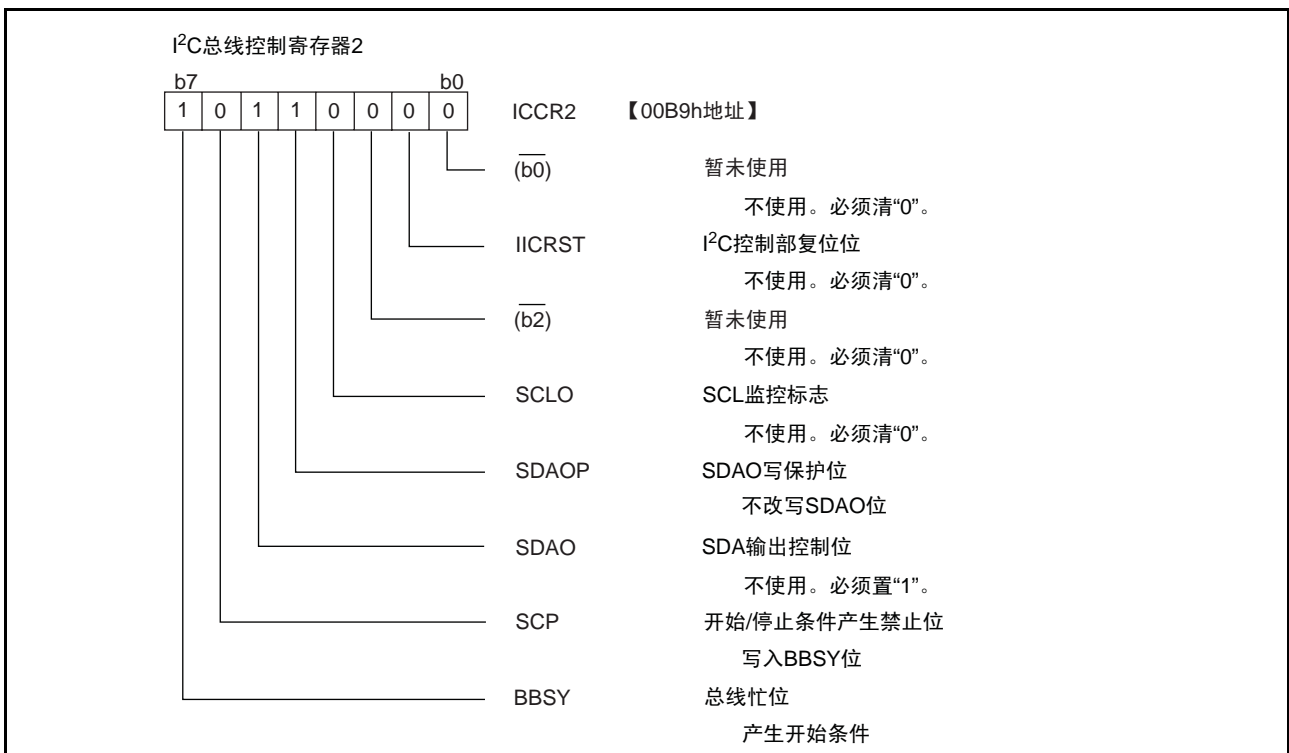 I²C总线控制寄存器2
b7 b0
1 0 1 1 0 0 0 0 ICCR2 【00B9h地址】
(b0) 暂未使用
不使用。必须清“0”。
IICRST I²C控制部复位位
不使用。必须清“0”。
(b2) 暂未使用
不使用。必须清“0”。
SCLO SCL监控标志
不使用。必须清“0”。
SDAOP SDAO写保护位
不改写SDAO位
SDAO SDA输出控制位
不使用。必须置“1”。
SCP 开始/停止条件产生禁止位
写入BBSY位
BBSY 总线忙位
产生开始条件